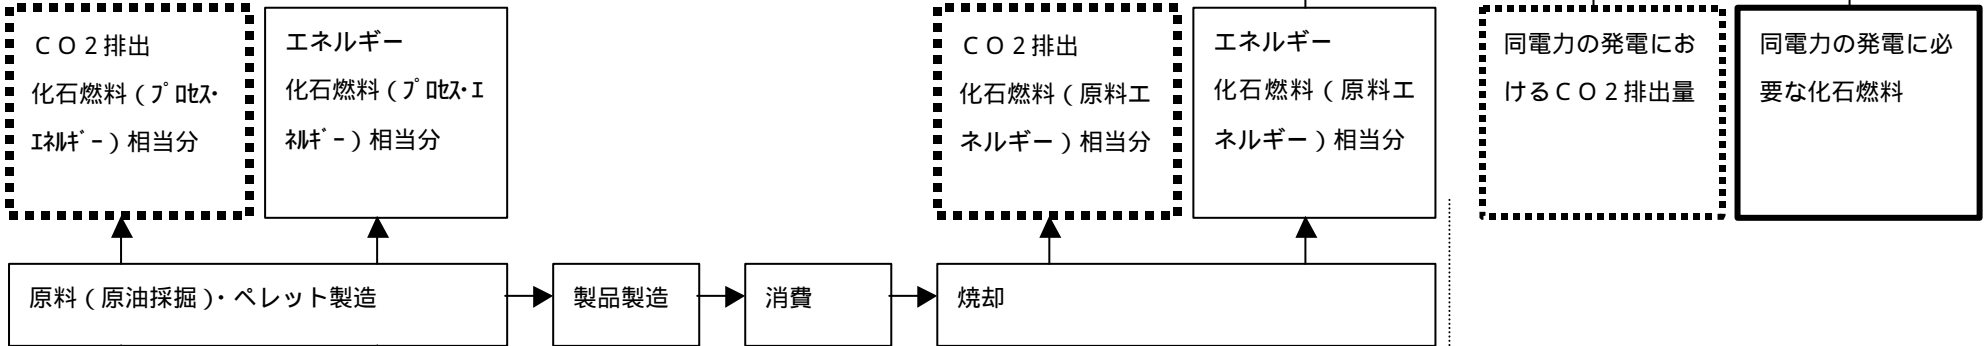 ＣＯ２排出
化石燃料（ﾌﾟﾛｾｽ・
ｴﾈﾙｷﾞｰ）相当分
エネルギー
化石燃料（ﾌﾟﾛｾｽ・ｴ
ﾈﾙｷﾞｰ）相当分
ＣＯ２排出
化石燃料（原料エ
ネルギー）相当分
エネルギー
化石燃料（原料エ
ネルギー）相当分
同電力の発電にお
けるＣＯ２排出量
同電力の発電に必
要な化石燃料
原料（原油採掘）・ペレット製造
製品製造
消費
焼却